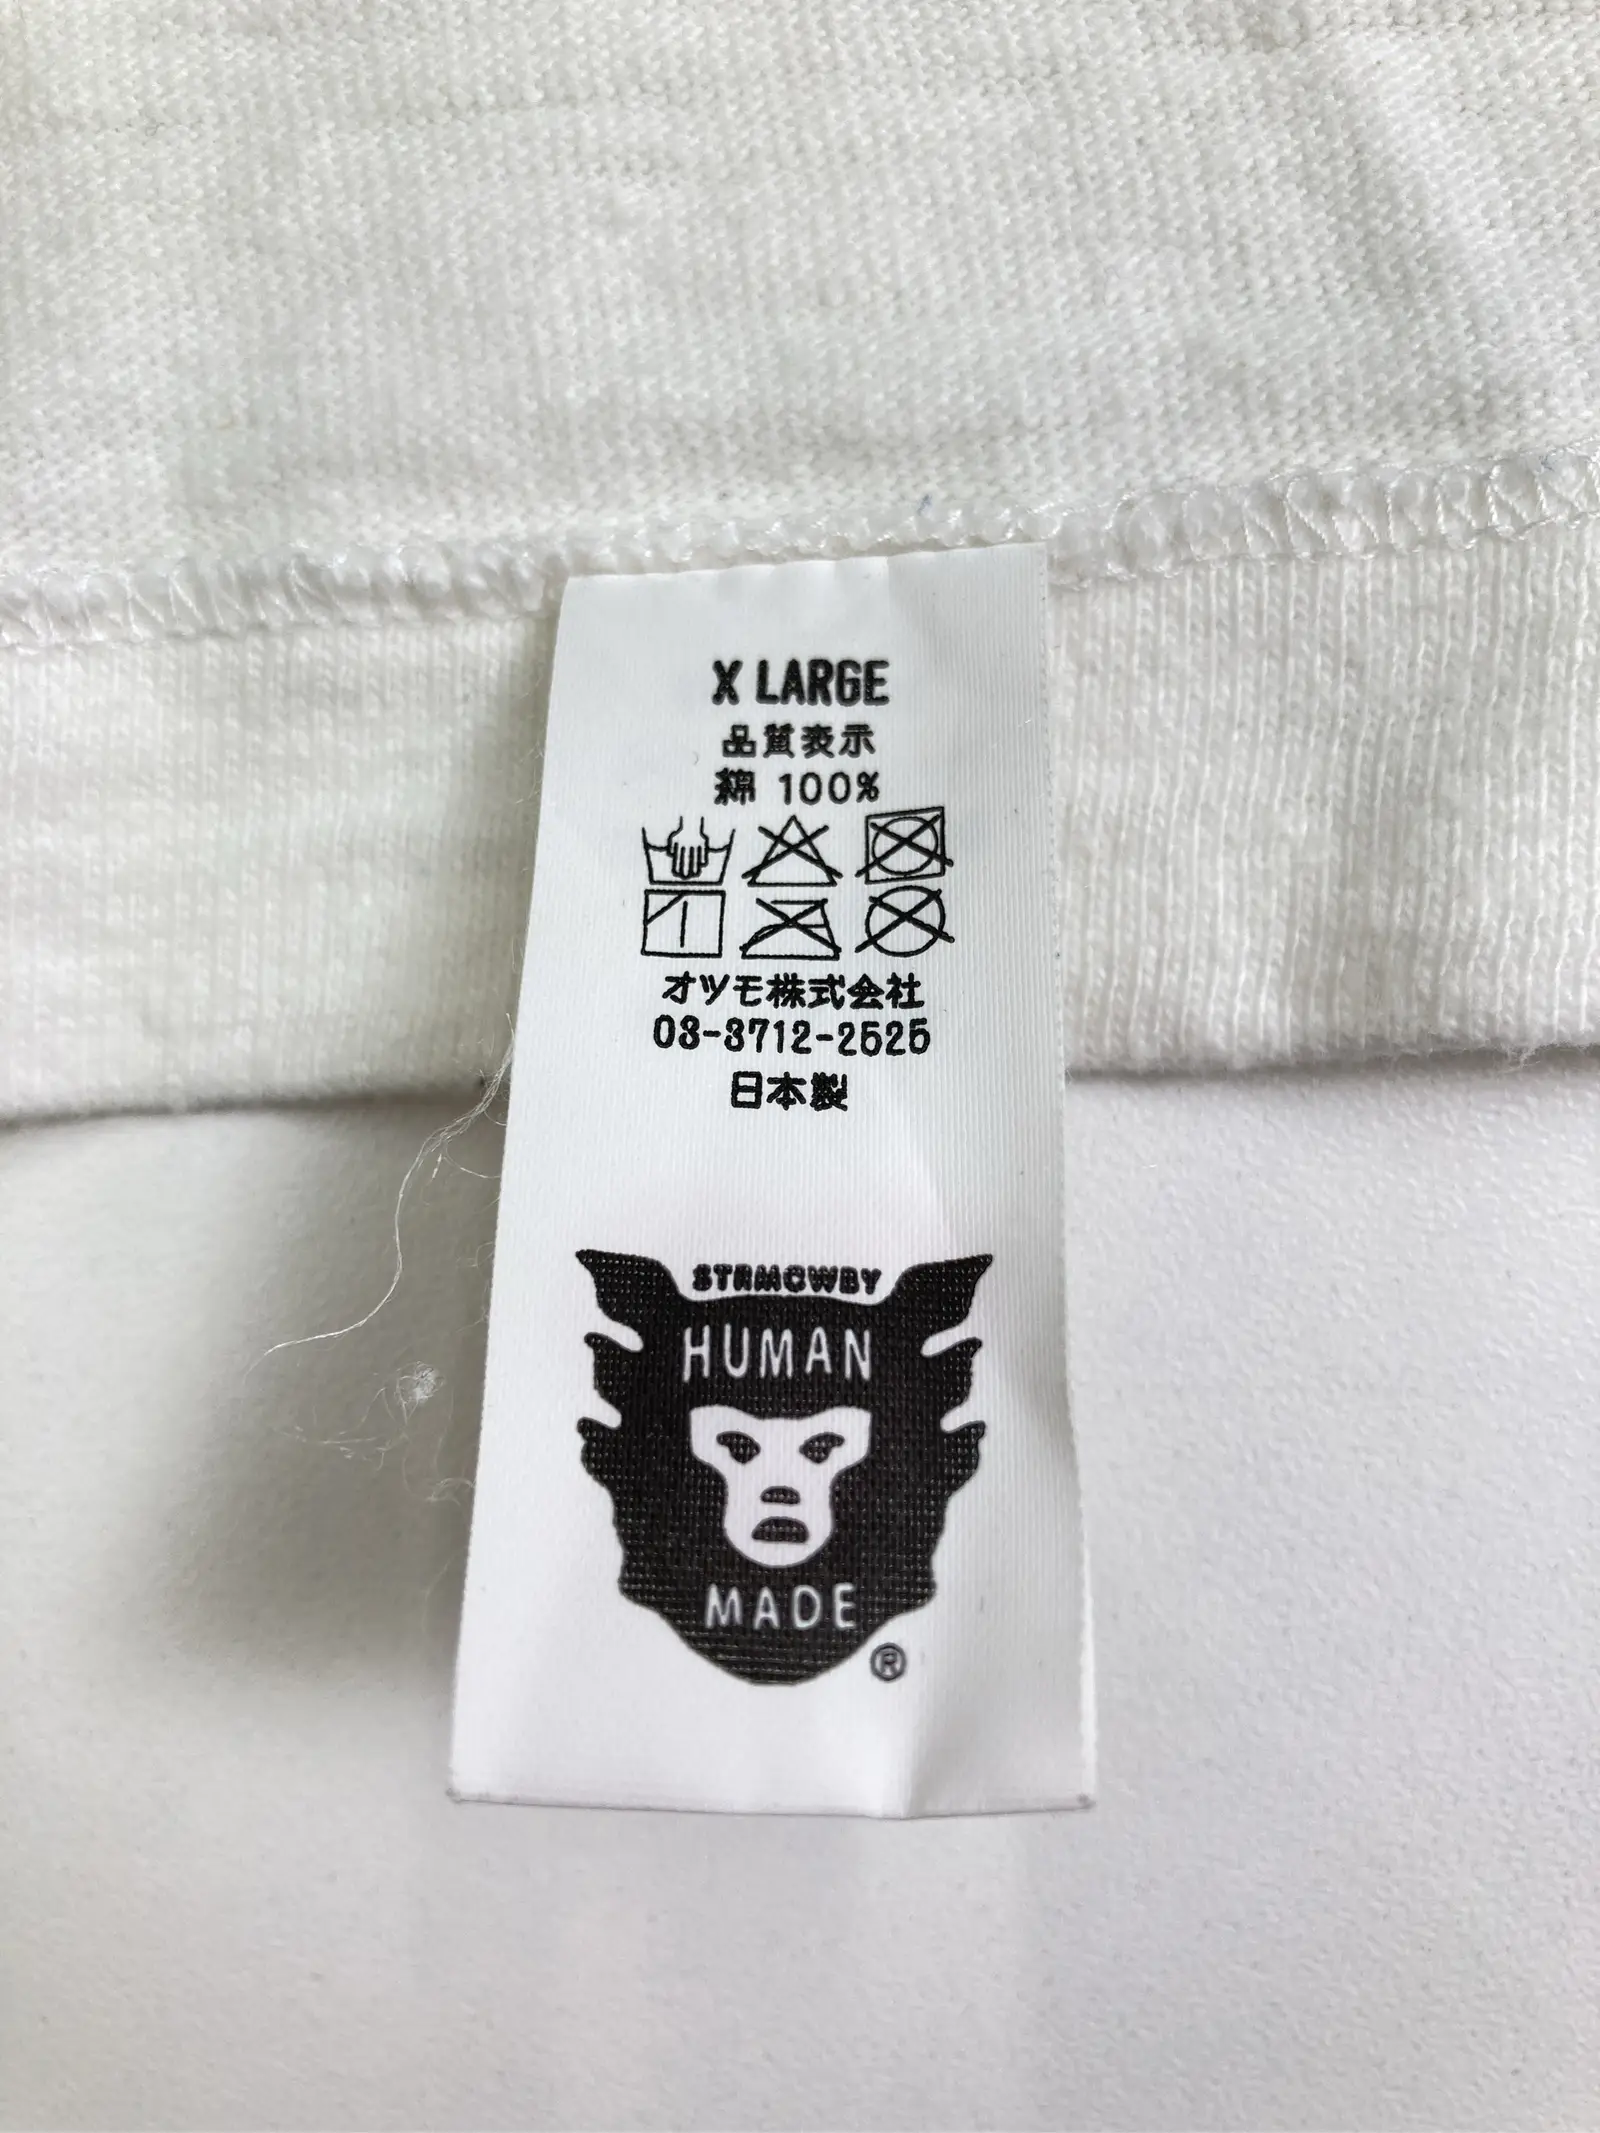 X LARGE
品質表示
綿 100%
オツモ株式会社
03-3712-2525
日本製
STRMCWBY
HUMAN
MADE
®